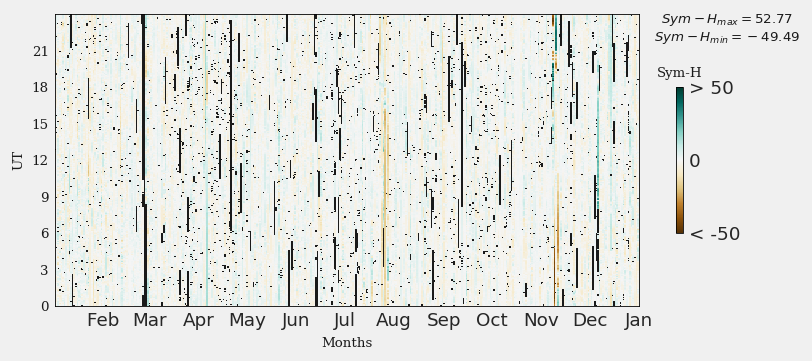 Sym−H_max = 52.77
Sym−H_min = −49.49
Sym-H
> 50
0
< -50
21
18
15
12
9
6
3
0
UT
Feb Mar Apr May Jun Jul Aug Sep Oct Nov Dec Jan
Months